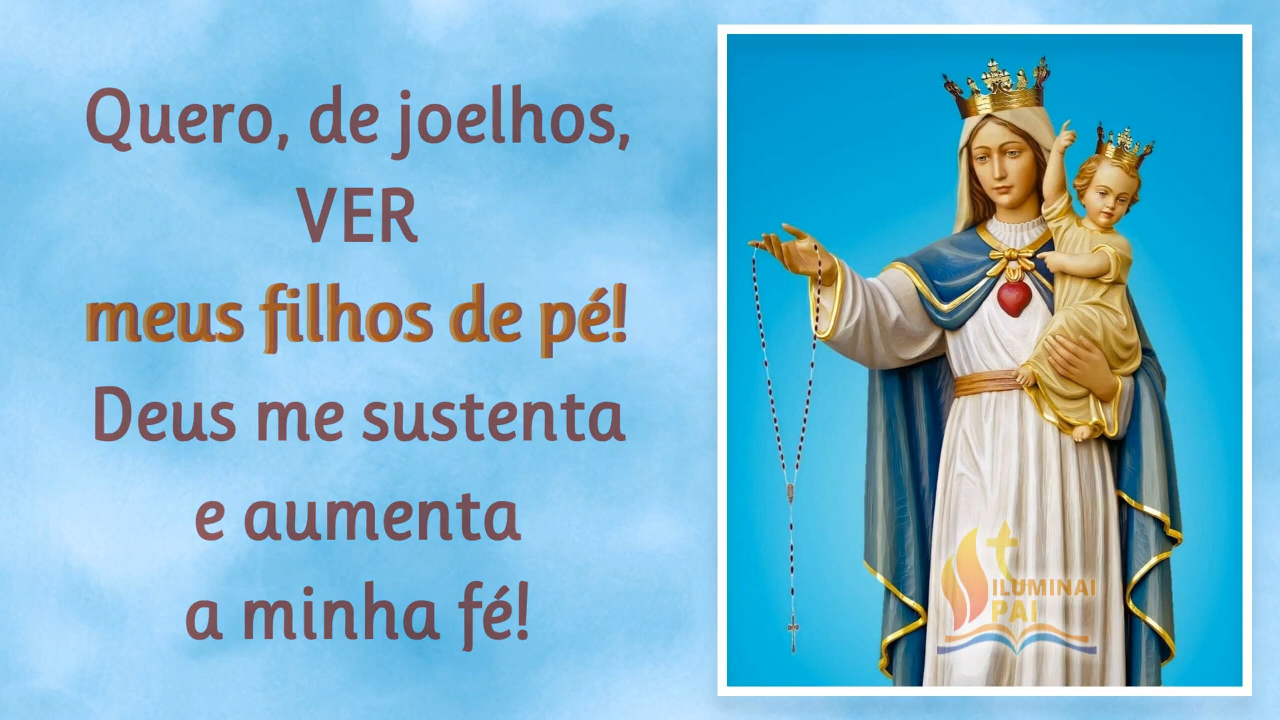 Quero, de joelhos,
VER
meus filhos de pé!
Deus me sustenta
e aumenta
a minha fé!
ILUMINAI
PAI